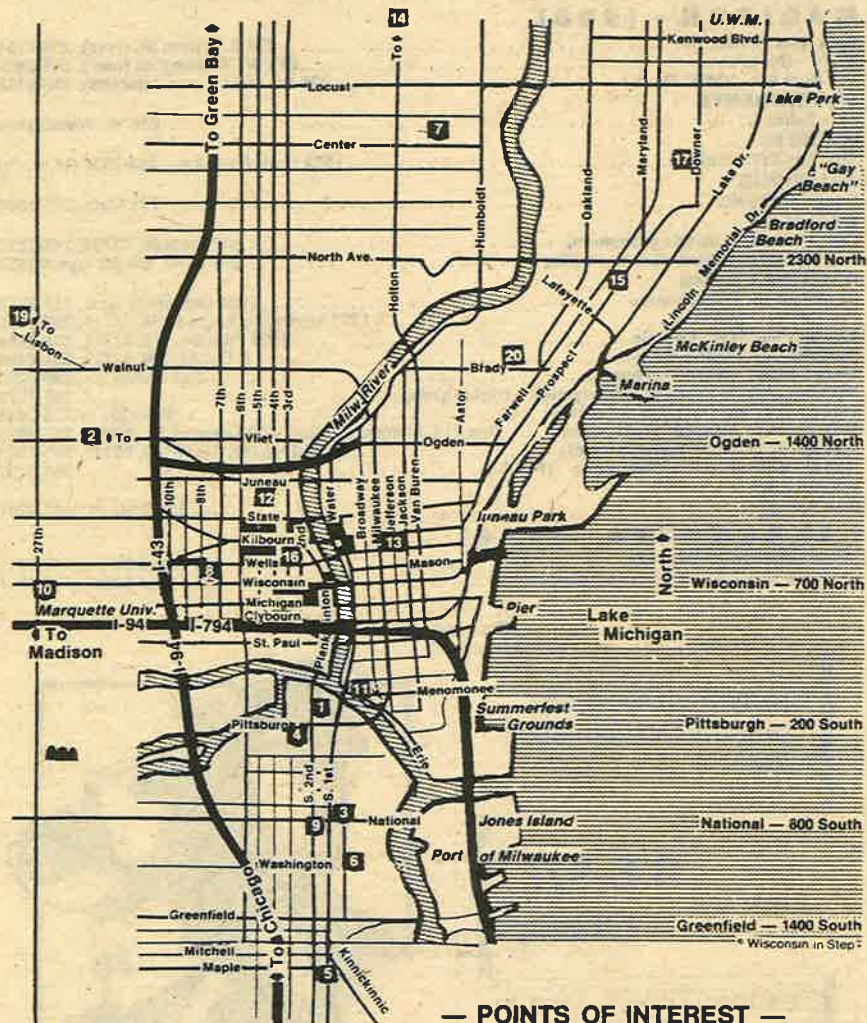 14
U.W.M.
To Green Bay
To
Kenwood Blvd.
Locust
Lake Park
7
Center
Maryland
17
Downer
Lake Dr.
"Gay
Beach"
Oakland
Humboldt
Bradford
Beach
North Ave.
2300 North
Holton
Lafayette
15
Lincoln Memorial Dr.
19
To
Lisbon
McKinley Beach
20
Walnut
Brady
Prospect
Marina
7th
6th
5th
4th
3rd
Milw. River
Astor
Farwell
2
To
Vliet
Ogden
Ogden — 1400 North
Juneau
12
10th
8th
Water
Broadway
Milwaukee
Jefferson
Jackson
Van Buren
State
2nd
Juneau Park
27th
Kilbourn
13
I-43
Wells
16
Mason
North
8
Wisconsin
Wisconsin — 700 North
10
Marquette Univ.
Michigan
Plankinton
Pier
Lake
Michigan
Clybourn
I-94
I-794
To
Madison
St. Paul
I-94
11
Menomonee
1
Summerfest
Grounds
Pittsburgh
4
Pittsburgh — 200 South
Erie
S. 2nd
S. 1st
3
9
National
Jones Island
National — 800 South
Washington
6
Port
of Milwaukee
To Chicago
Greenfield
Greenfield — 1400 South
© Wisconsin in Step
Mitchell
Maple
5
Kinnickinnic
— POINTS OF INTEREST —